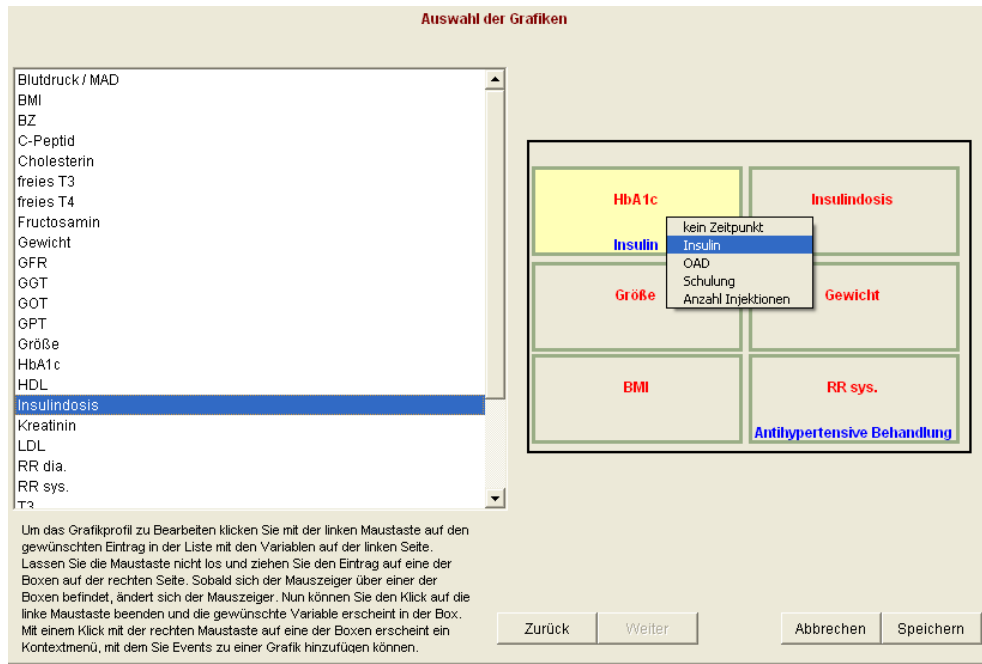 Auswahl der Grafiken
Blutdruck / MAD
BMI
BZ
C-Peptid
Cholesterin
freies T3
freies T4
Fructosamin
Gewicht
GFR
GGT
GOT
GPT
Größe
HbA1c
HDL
Insulindosis
Kreatinin
LDL
RR dia.
RR sys.
T3
HbA1c
Insulin
Insulindosis
kein Zeitpunkt
Insulin
OAD
Schulung
Anzahl Injektionen
Größe
Gewicht
BMI
RR sys.
Antihypertensive Behandlung
Um das Grafikprofil zu Bearbeiten klicken Sie mit der linken Maustaste auf den
gewünschten Eintrag in der Liste mit den Variablen auf der linken Seite.
Lassen Sie die Maustaste nicht los und ziehen Sie den Eintrag auf eine der
Boxen auf der rechten Seite. Sobald sich der Mauszeiger über einer der
Boxen befindet, ändert sich der Mauszeiger. Nun können Sie den Klick auf die
linke Maustaste beenden und die gewünschte Variable erscheint in der Box.
Mit einem Klick mit der rechten Maustaste auf eine der Boxen erscheint ein
Kontextmenü, mit dem Sie Events zu einer Grafik hinzufügen können.
Zurück
Weiter
Abbrechen
Speichern